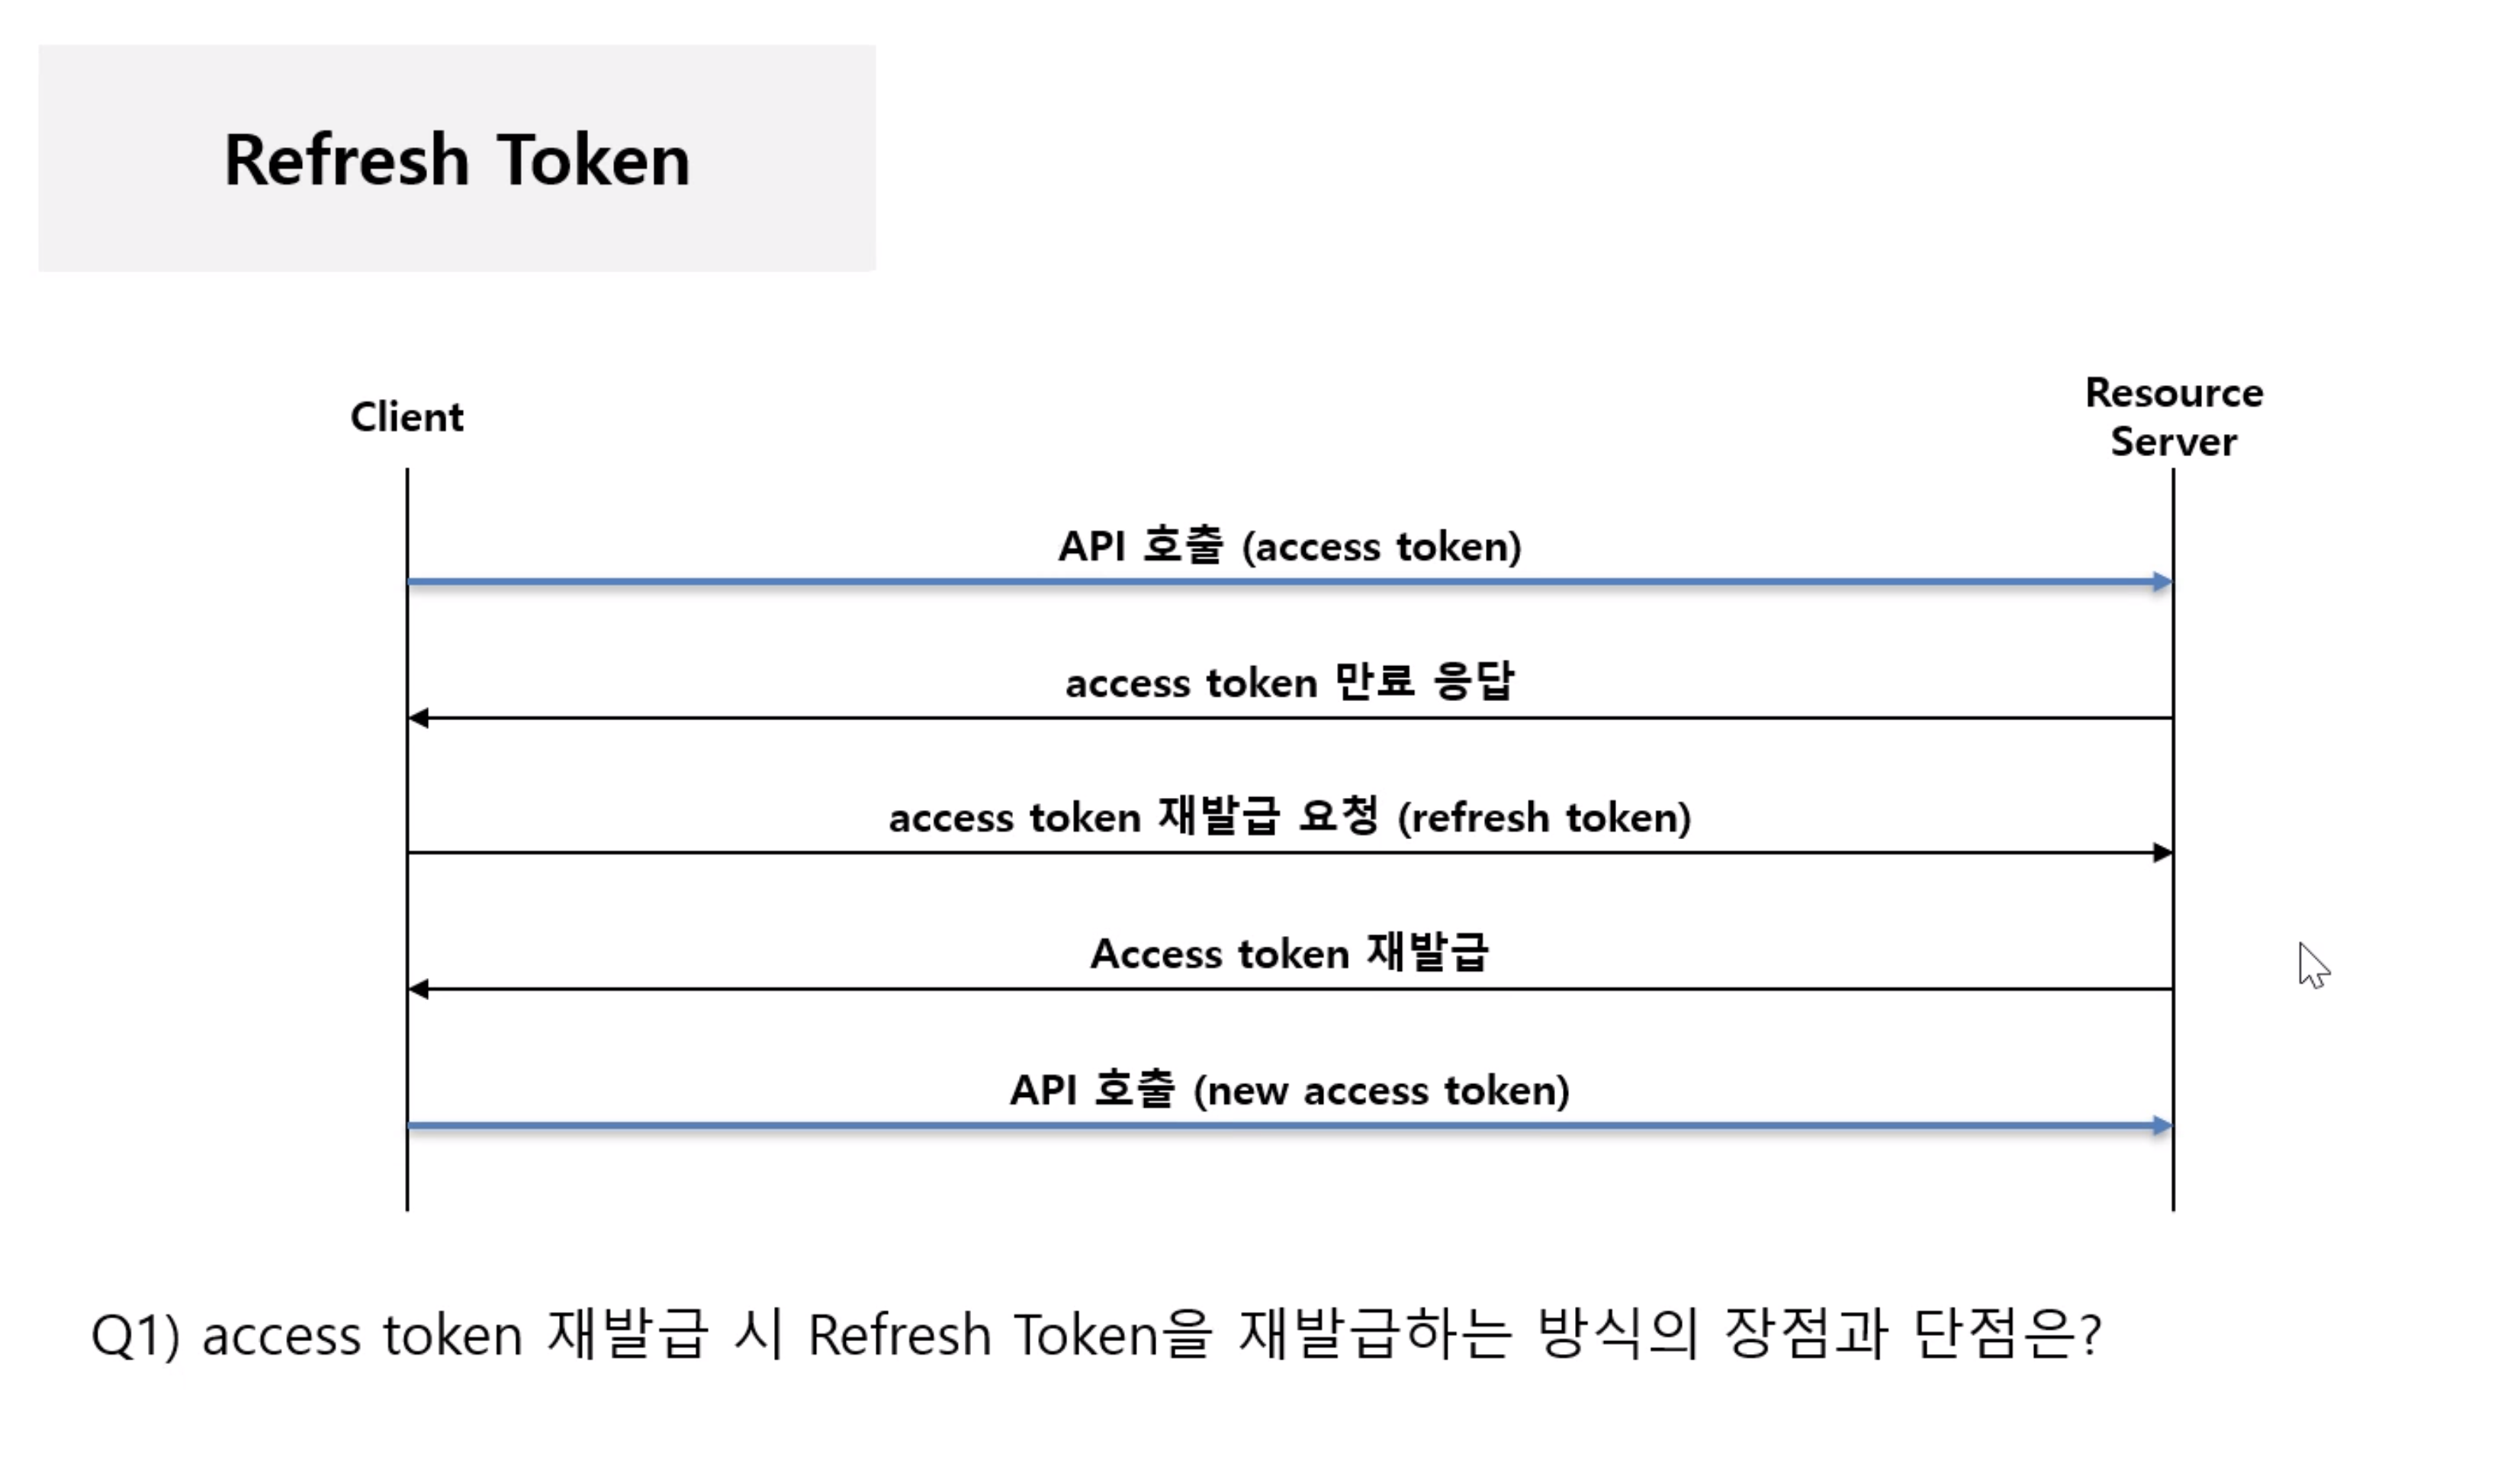 Refresh Token
Client
Resource
Server
API 호출 (access token)
access token 만료 응답
access token 재발급 요청 (refresh token)
Access token 재발급
API 호출 (new access token)
Q1) access token 재발급 시 Refresh Token을 재발급하는 방식의 장점과 단점은?